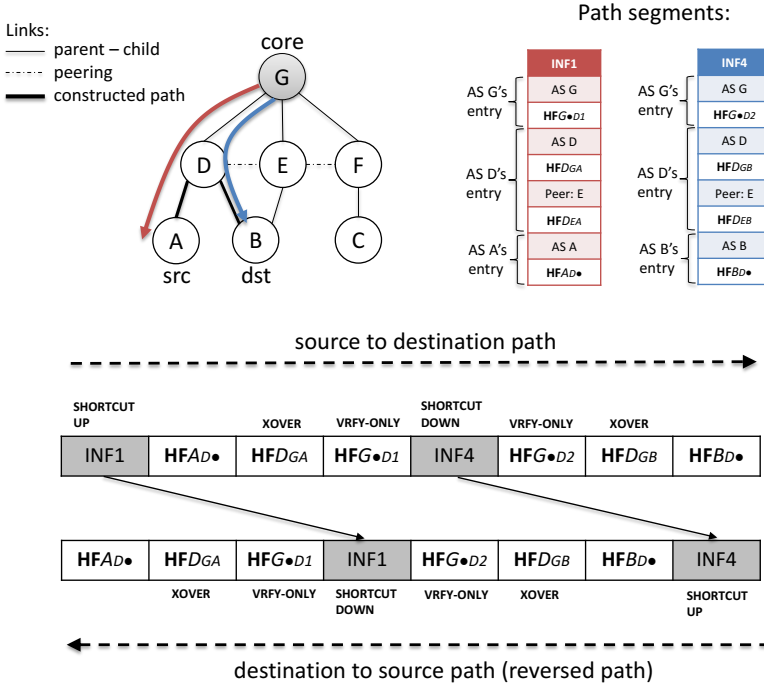 Path segments:
Links:
parent – child
peering
constructed path
core
G
D
E
F
A
B
C
src
dst
AS G's
entry
AS D's
entry
AS A's
entry
INF1
AS G
HFG●D1
AS D
HFDGA
Peer: E
HFDEA
AS A
HFAD●
AS G's
entry
AS D's
entry
AS B's
entry
INF4
AS G
HFG●D2
AS D
HFDGB
Peer: E
HFDEB
AS B
HFBD●
source to destination path
SHORTCUT
UP
XOVER
VRFY-ONLY
SHORTCUT
DOWN
VRFY-ONLY
XOVER
INF1 HFAD● HFDGA HFG●D1 INF4 HFG●D2 HFDGB HFBD●
HFAD● HFDGA HFG●D1 INF1 HFG●D2 HFDGB HFBD● INF4
XOVER
VRFY-ONLY
SHORTCUT
DOWN
VRFY-ONLY
XOVER
SHORTCUT
UP
destination to source path (reversed path)